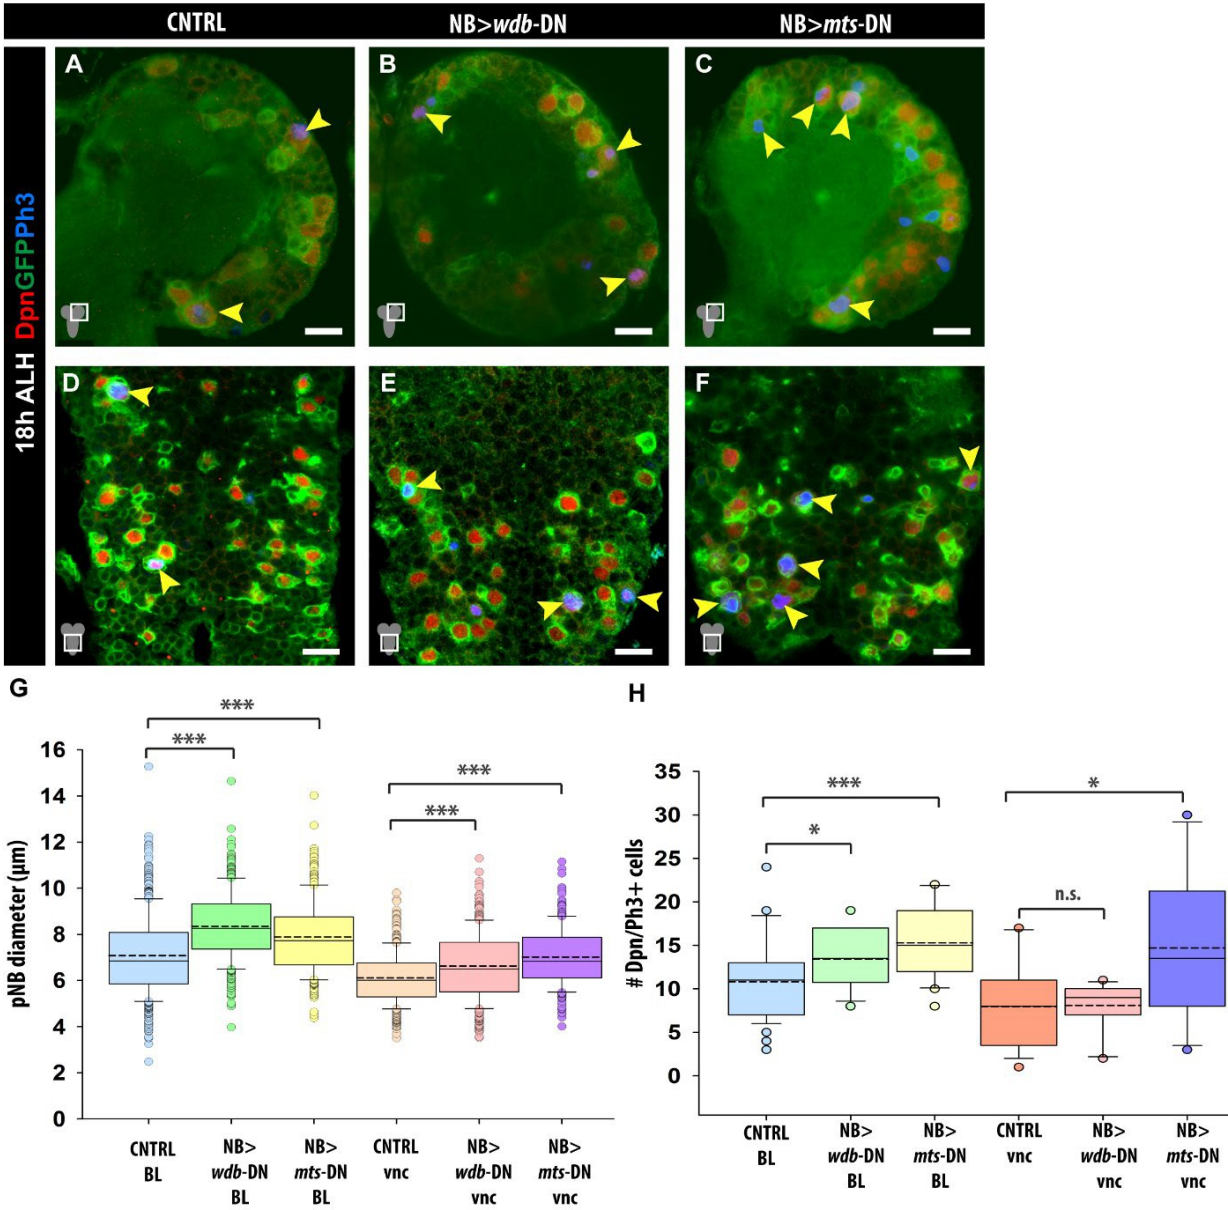 CNTRL
NB>wdb-DN
NB>mts-DN
18h ALH DpnGFPPh3
A
B
C
D
E
F
G
pNB diameter (µm)
16
14
12
10
8
6
4
2
0
***
***
***
***
CNTRL
BL
NB>
wdb-DN
BL
NB>
mts-DN
BL
CNTRL
vnc
NB>
wdb-DN
vnc
NB>
mts-DN
vnc
H
# Dpn/Ph3+ cells
35
30
25
20
15
10
5
0
***
*
*
n.s.
CNTRL
BL
NB>
wdb-DN
BL
NB>
mts-DN
BL
CNTRL
vnc
NB>
wdb-DN
vnc
NB>
mts-DN
vnc